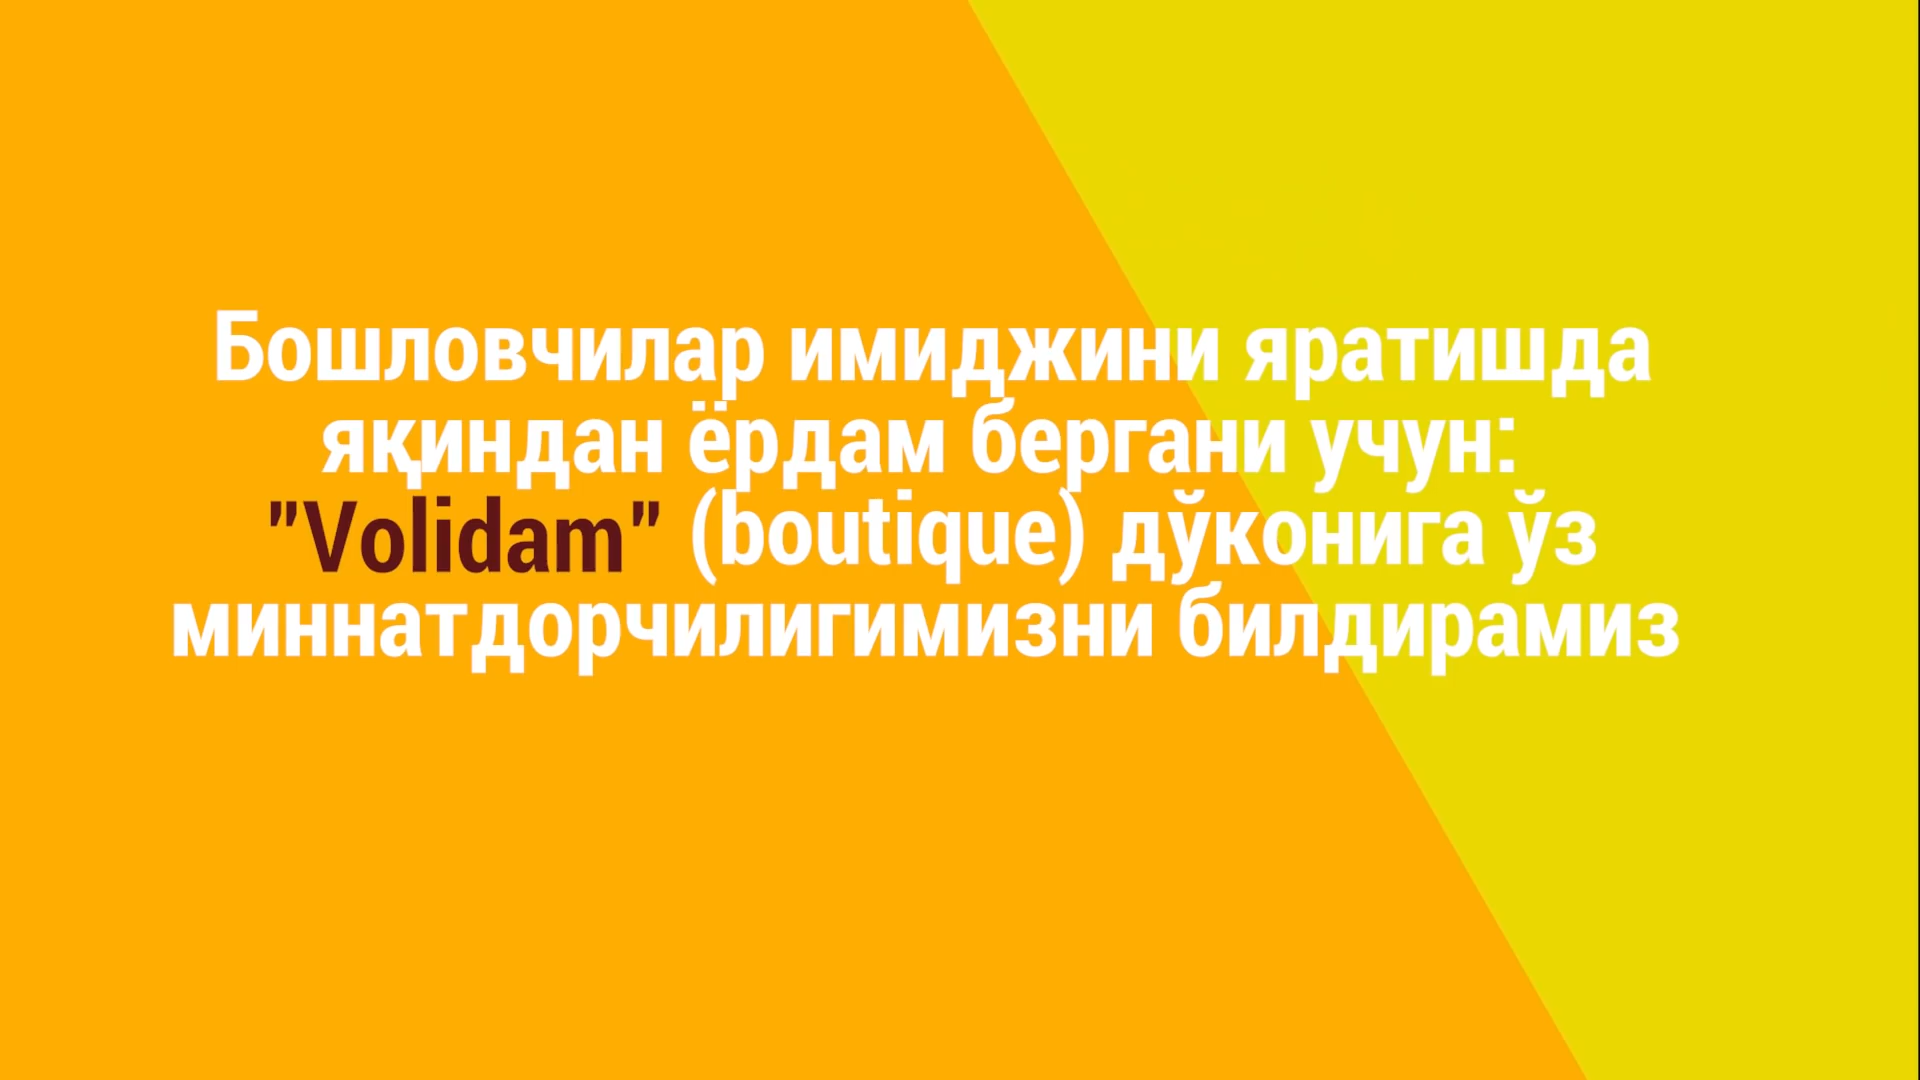 Бошловчилар имиджини яратишда
яқиндан ёрдам бергани учун:
"Volidam" (boutique) дўконига ўз
миннатдорчилигимизни билдирамиз